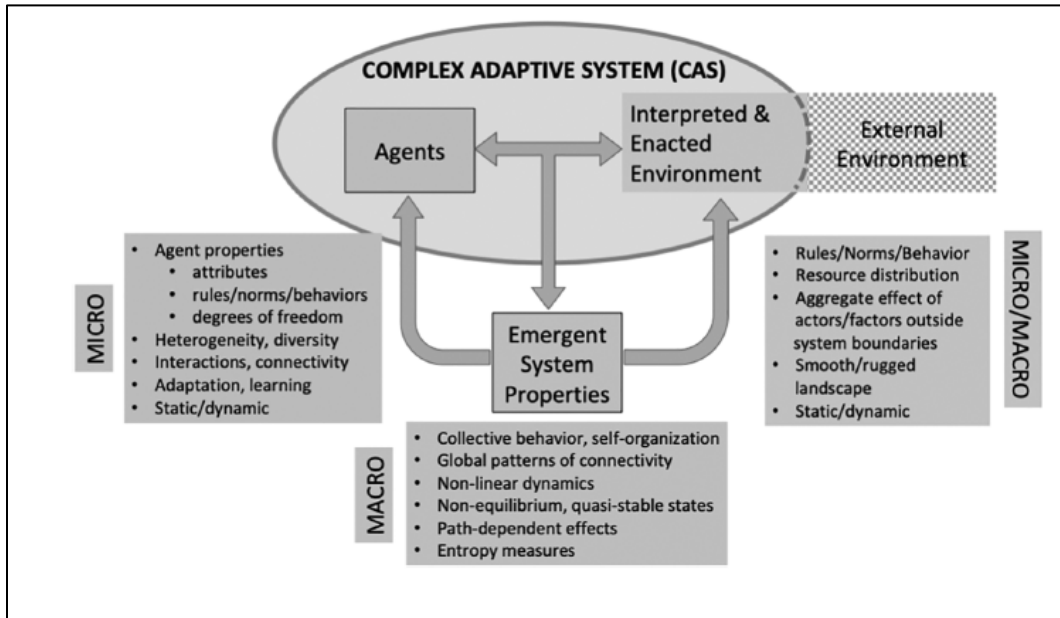 COMPLEX ADAPTIVE SYSTEM (CAS)
Agents
Interpreted &
Enacted
Environment
External
Environment
MICRO
• Agent properties
• attributes
• rules/norms/behaviors
• degrees of freedom
• Heterogeneity, diversity
• Interactions, connectivity
• Adaptation, learning
• Static/dynamic
Emergent
System
Properties
• Rules/Norms/Behavior
• Resource distribution
• Aggregate effect of
actors/factors outside
system boundaries
• Smooth/rugged
landscape
• Static/dynamic
MICRO/MACRO
MACRO
• Collective behavior, self-organization
• Global patterns of connectivity
• Non-linear dynamics
• Non-equilibrium, quasi-stable states
• Path-dependent effects
• Entropy measures